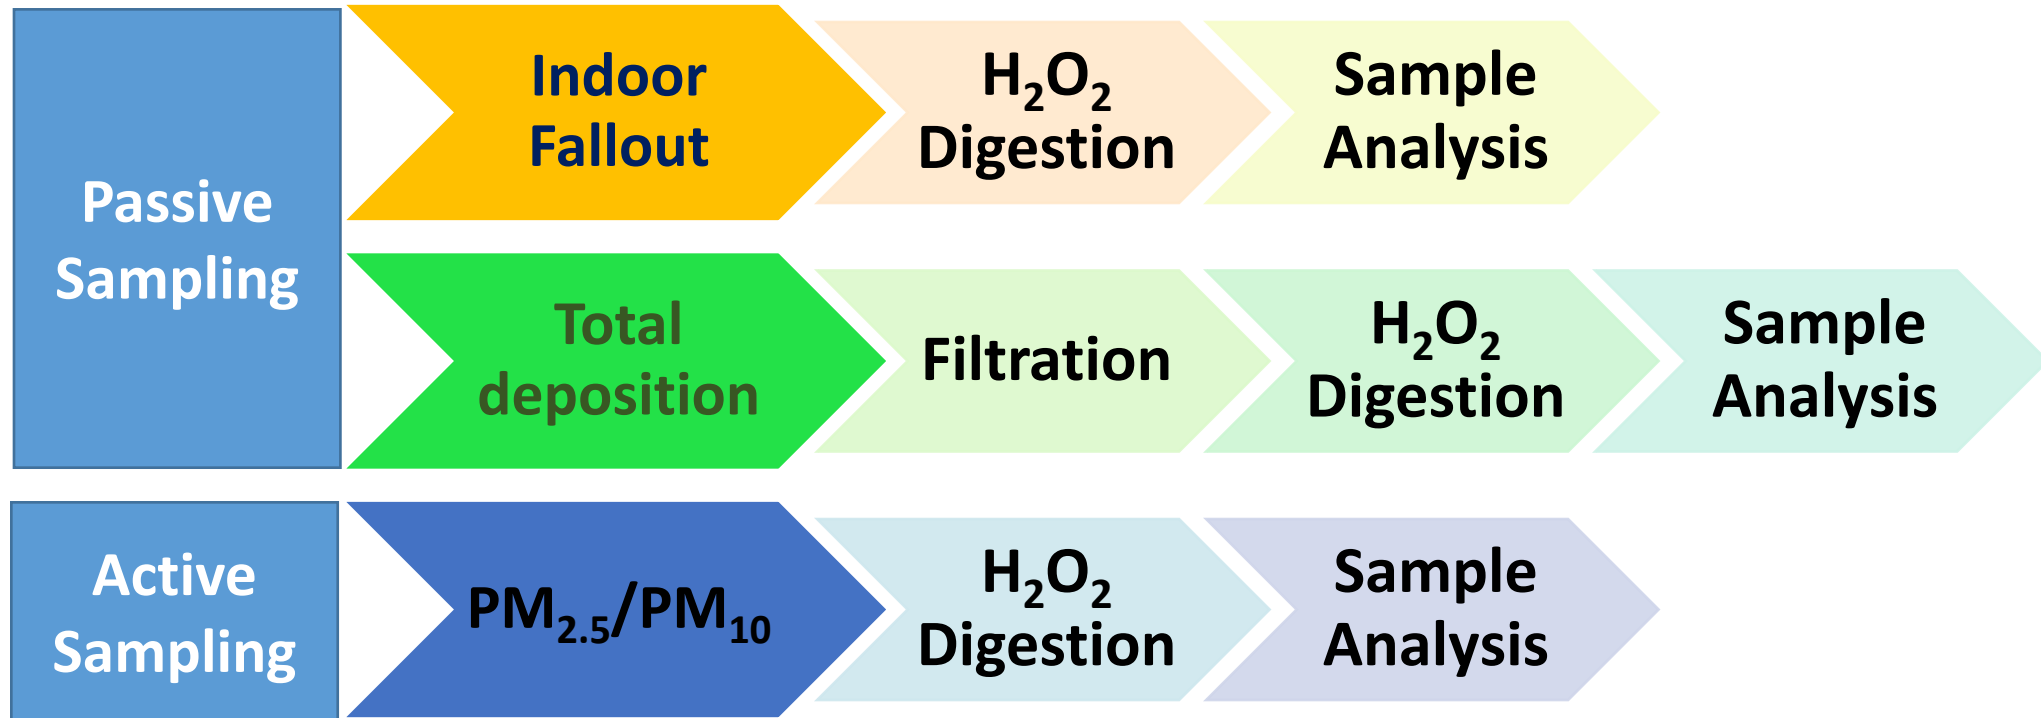 Passive
Sampling
Indoor
Fallout
H₂O₂
Digestion
Sample
Analysis
Total
deposition
Filtration
H₂O₂
Digestion
Sample
Analysis
Active
Sampling
PM₂.₅/PM₁₀
H₂O₂
Digestion
Sample
Analysis